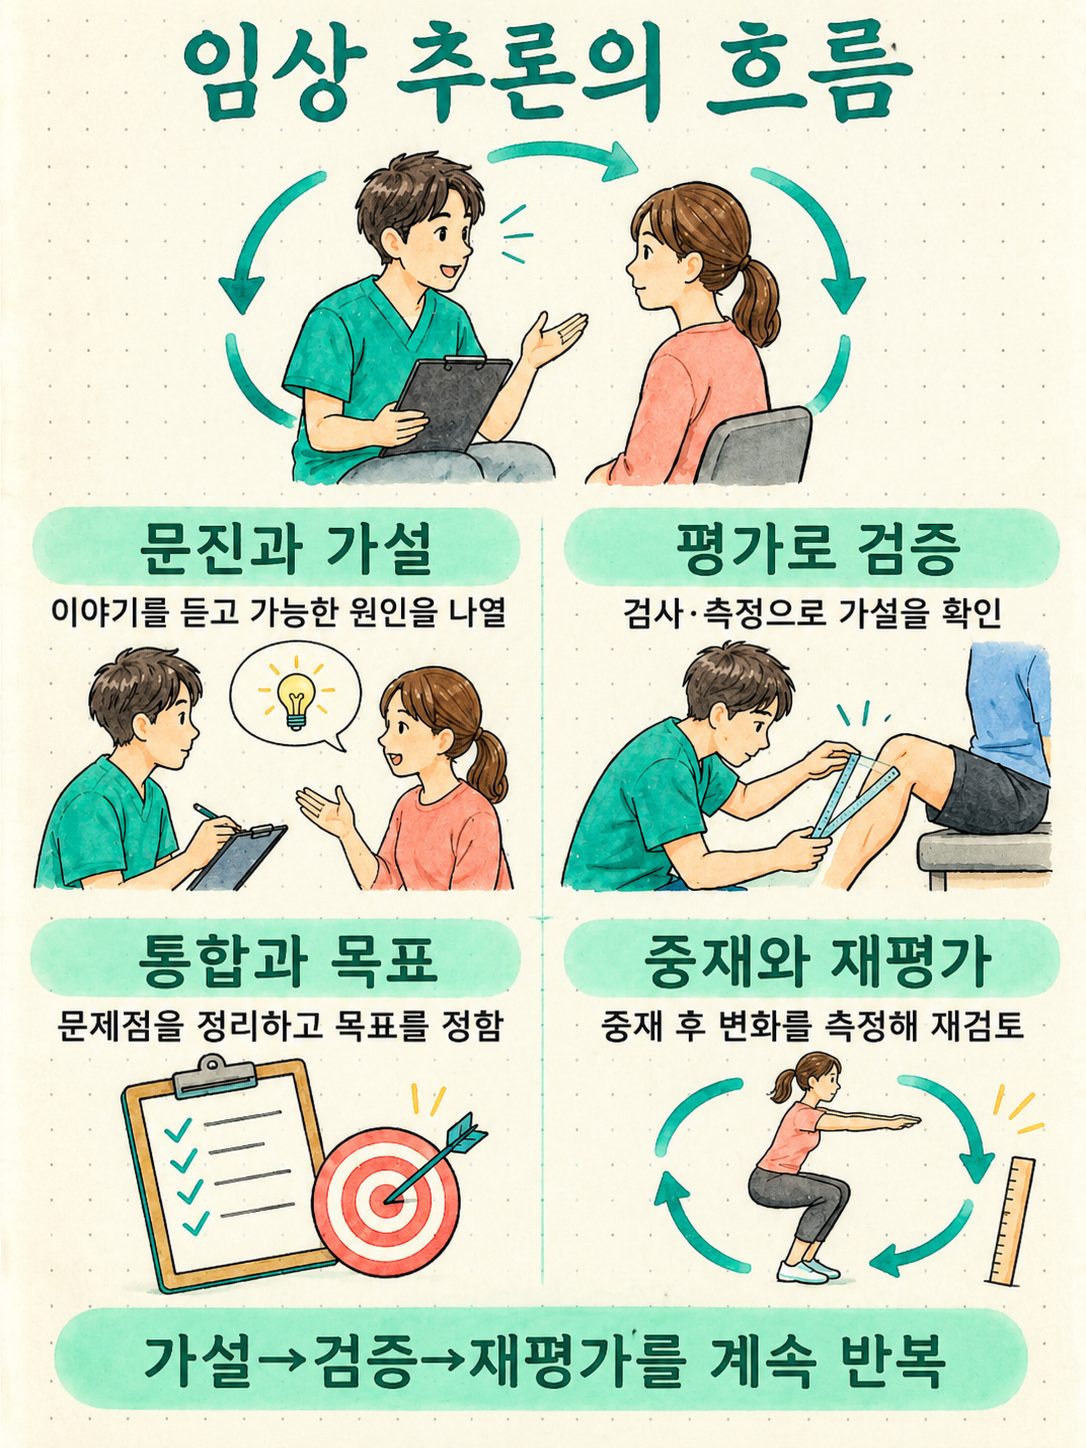 임상 추론의 흐름
문진과 가설
이야기를 듣고 가능한 원인을 나열
평가로 검증
검사·측정으로 가설을 확인
통합과 목표
문제점을 정리하고 목표를 정함
중재와 재평가
중재 후 변화를 측정해 재검토
가설→검증→재평가를 계속 반복